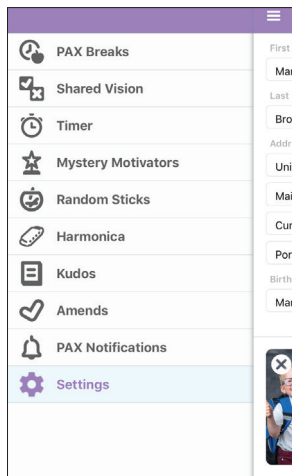 PAX Breaks
Shared Vision
Timer
Mystery Motivators
Random Sticks
Harmonica
Kudos
Amends
PAX Notifications
Settings
First
Last
Birth